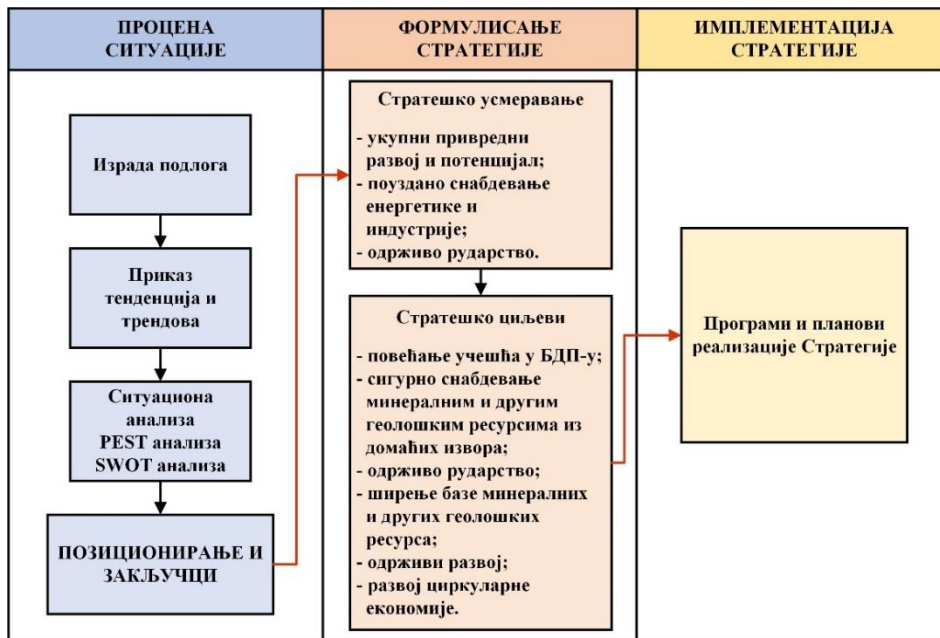 ПРОЦЕНА
СИТУАЦИЈЕ
Израда подлога
Приказ
тенденција и
трендова
Ситуациона
анализа
PEST анализа
SWOT анализа
ПОЗИЦИОНИРАЊЕ И
ЗАКЉУЧЦИ
ФОРМУЛИСАЊЕ
СТРАТЕГИЈЕ
Стратешко усмеравање
- укупни привредни
развој и потенцијал;
- поуздано снабдевање
енергетике и
индустрије;
- одрживо рударство.
Стратешко циљеви
- повећање учешћа у БДП-у;
- сигурно снабдевање
минералним и другим
геолошким ресурсима из
домаћих извора;
- одрживо рударство;
- ширење базе минералних
и других геолошких
ресурса;
- одрживи развој;
- развој циркуларне
економије.
ИМПЛЕМЕНТАЦИЈА
СТРАТЕГИЈЕ
Програми и планови
реализације Стратегије